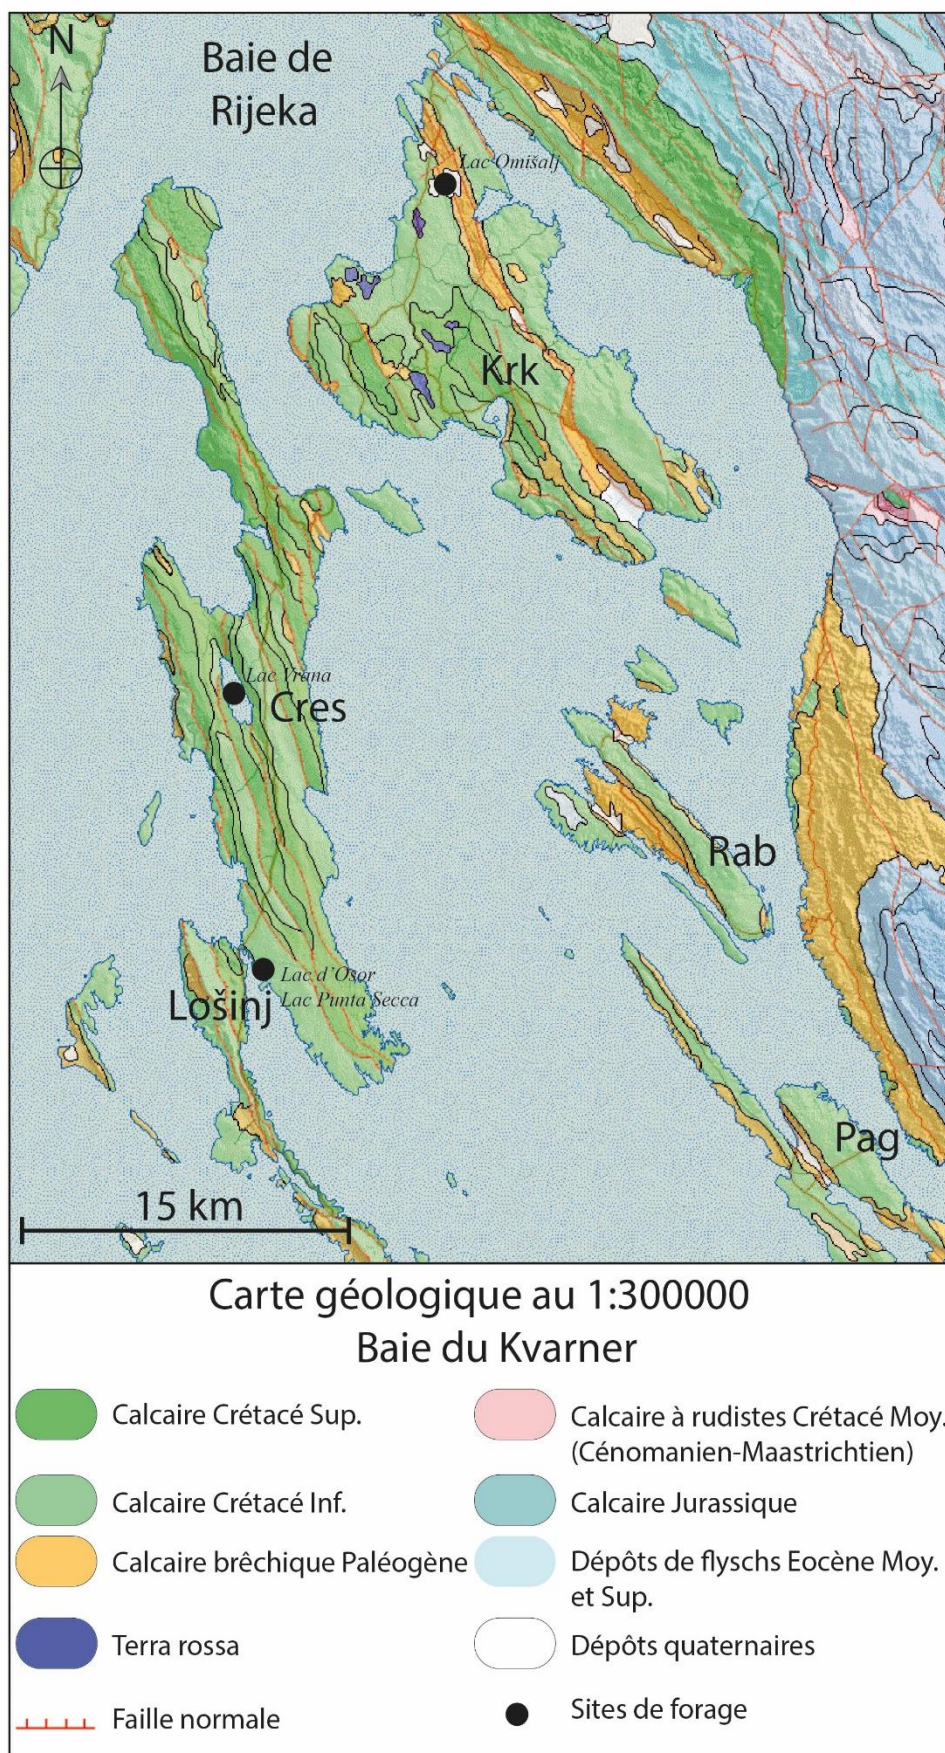 N
Baie de
Rijeka
Lac Omišalj
Krk
Lac Vrana
Cres
Rab
Lac d'Osor
Lošinj
Lac Punta Secca
Pag
15 km
Carte géologique au 1:300000
Baie du Kvarner
Calcaire Crétacé Sup.
Calcaire à rudistes Crétacé Moy.
(Cénomanien-Maastrichtien)
Calcaire Crétacé Inf.
Calcaire Jurassique
Calcaire brêchique Paléogène
Dépôts de flyschs Eocène Moy.
et Sup.
Terra rossa
Dépôts quaternaires
Faille normale
Sites de forage